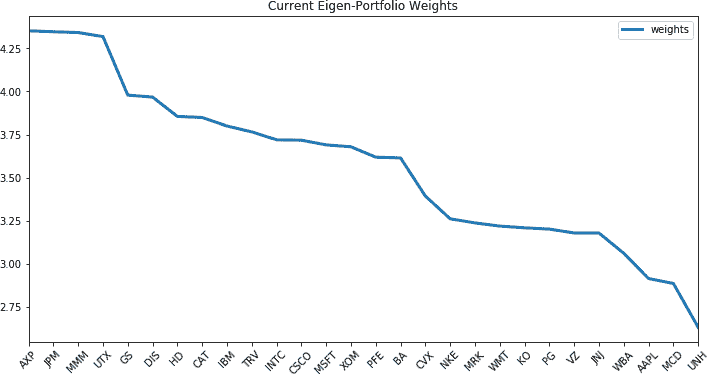 Current Eigen-Portfolio Weights
weights
4.25
4.00
3.75
3.50
3.25
3.00
2.75
AXP JPM MMM UTX GS DIS HD CAT IBM TRV INTC CSCO MSFT XOM PFE BA CVX NKE MRK WMT KO PG VZ JNJ WBA AAPL MCD UNH